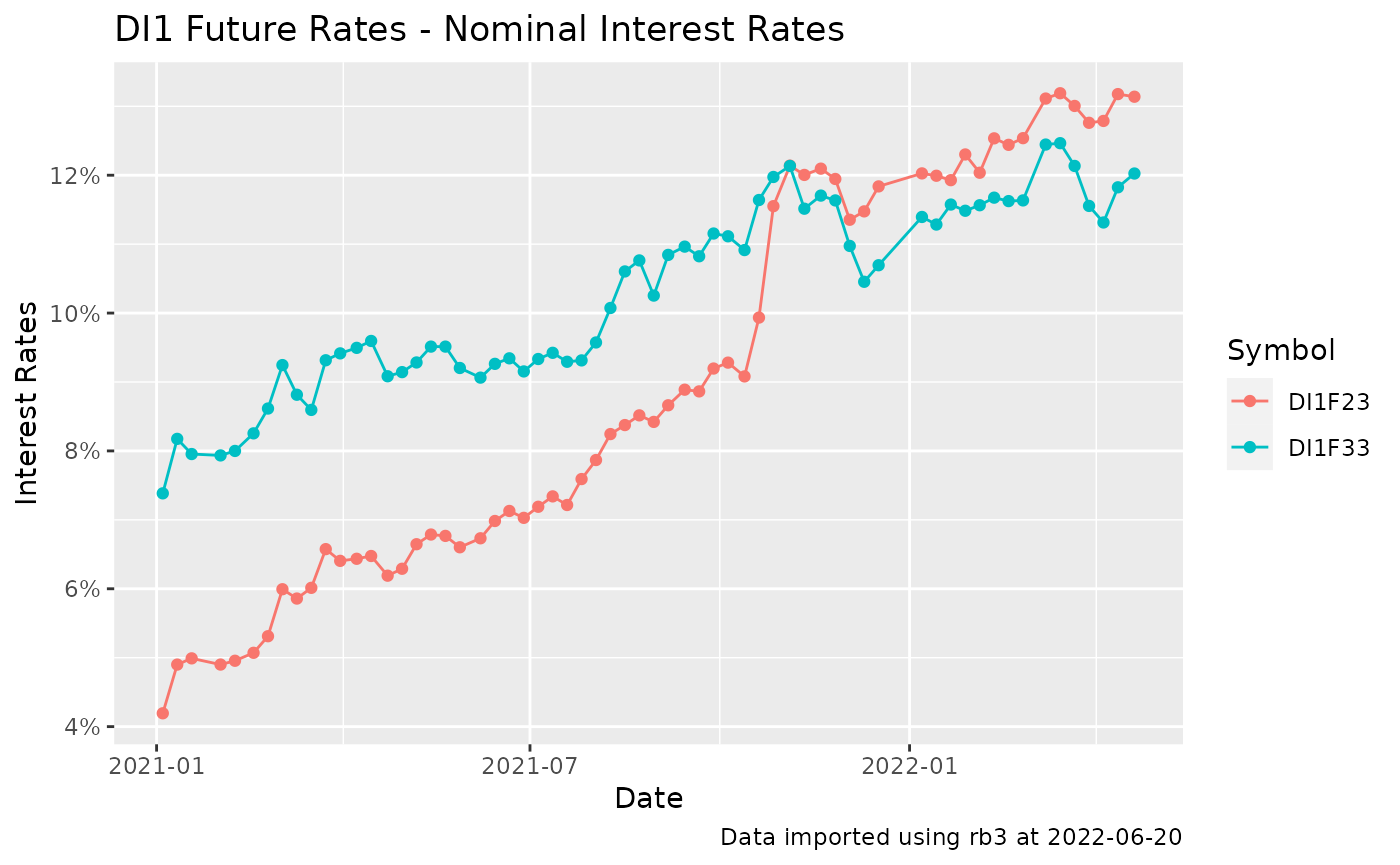 DI1 Future Rates - Nominal Interest Rates
Interest Rates
12%
10%
8%
6%
4%
2021-01
2021-07
2022-01
Date
Symbol
DI1F23
DI1F33
Data imported using rb3 at 2022-06-20